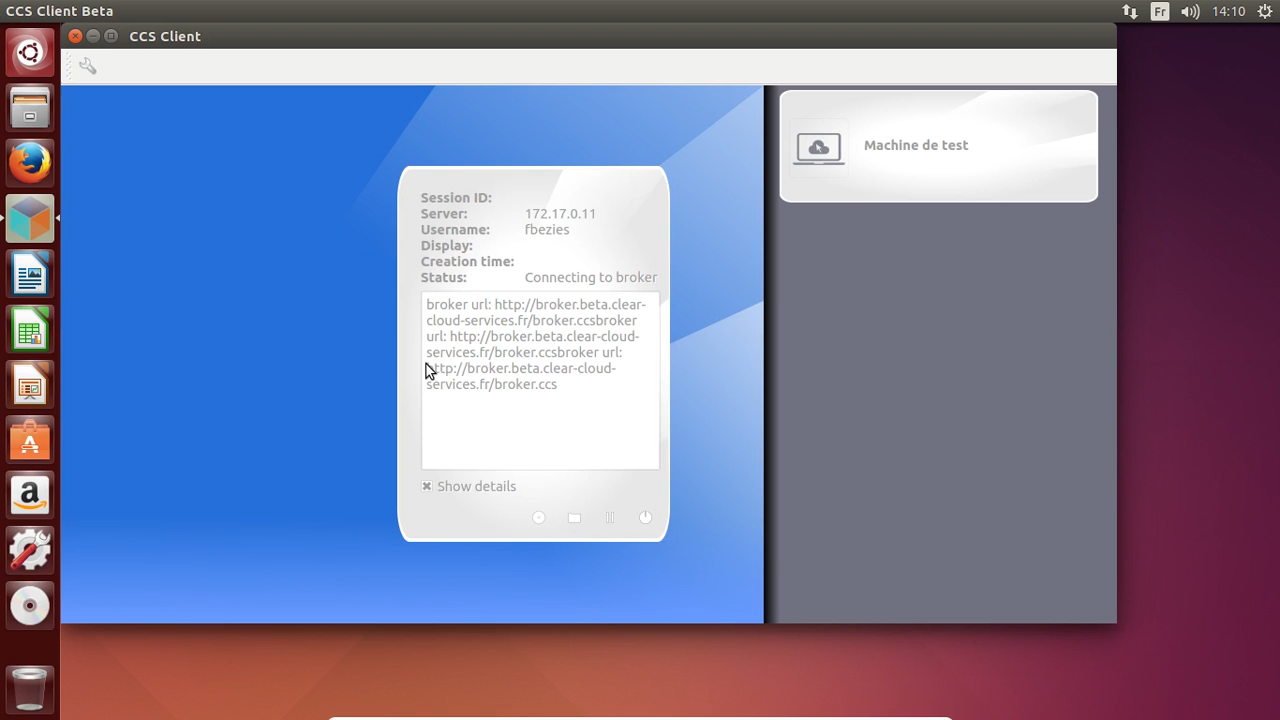 CCS Client Beta
Fr
14:10
CCS Client
Machine de test
Session ID:
Server: 172.17.0.11
Username: fbezies
Display:
Creation time:
Status: Connecting to broker
broker url: http://broker.beta.clear-
cloud-services.fr/broker.ccsbroker
url: http://broker.beta.clear-cloud-
services.fr/broker.ccsbroker url:
http://broker.beta.clear-cloud-
services.fr/broker.ccs
Show details